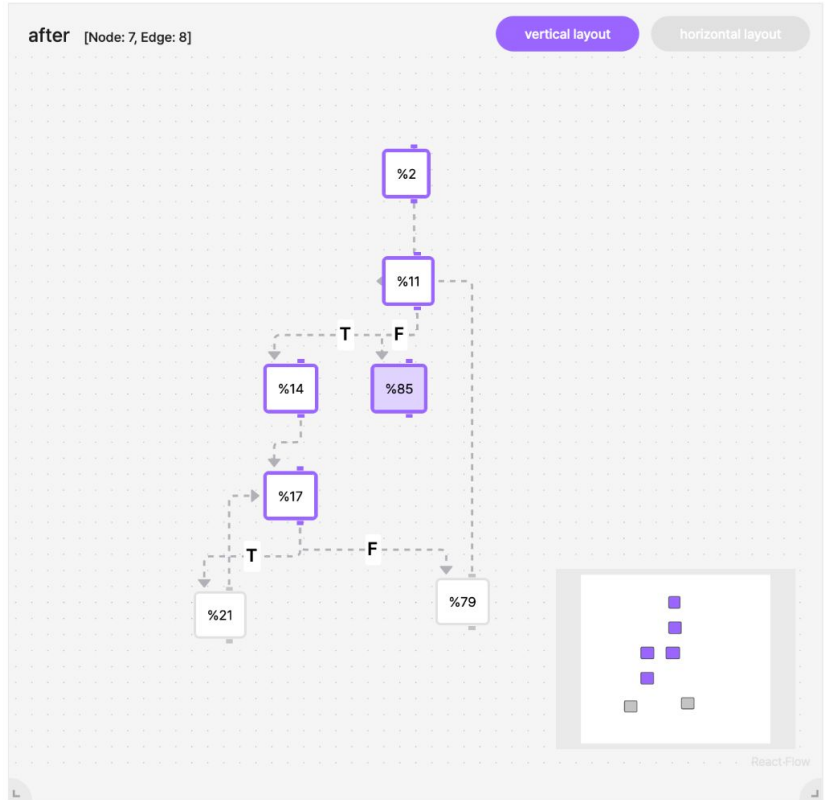 after [Node: 7, Edge: 8] vertical layout horizontal layout
%2
%11
T F
%14 %85
%17
T F
%21 %79
React Flow